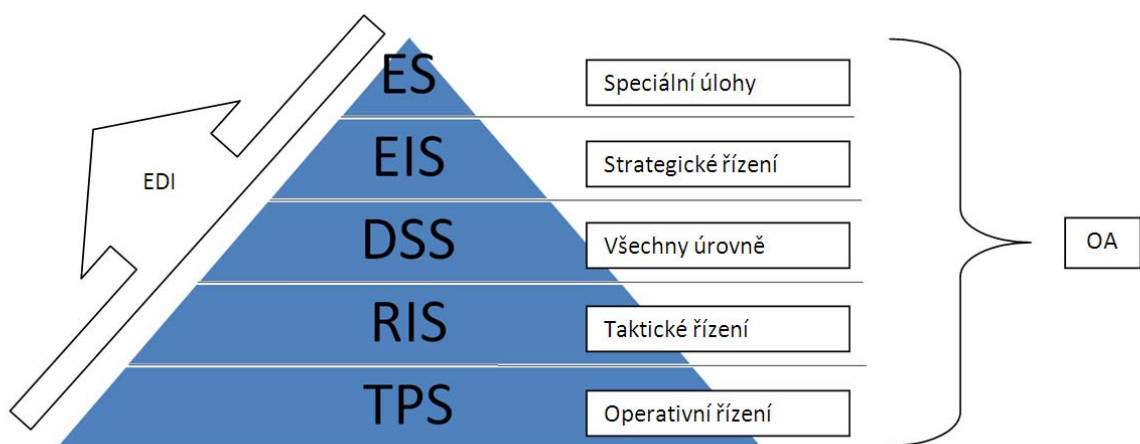 ES
Speciální úlohy
EIS
Strategické řízení
EDI
DSS
Všechny úrovně
OA
RIS
Taktické řízení
TPS
Operativní řízení